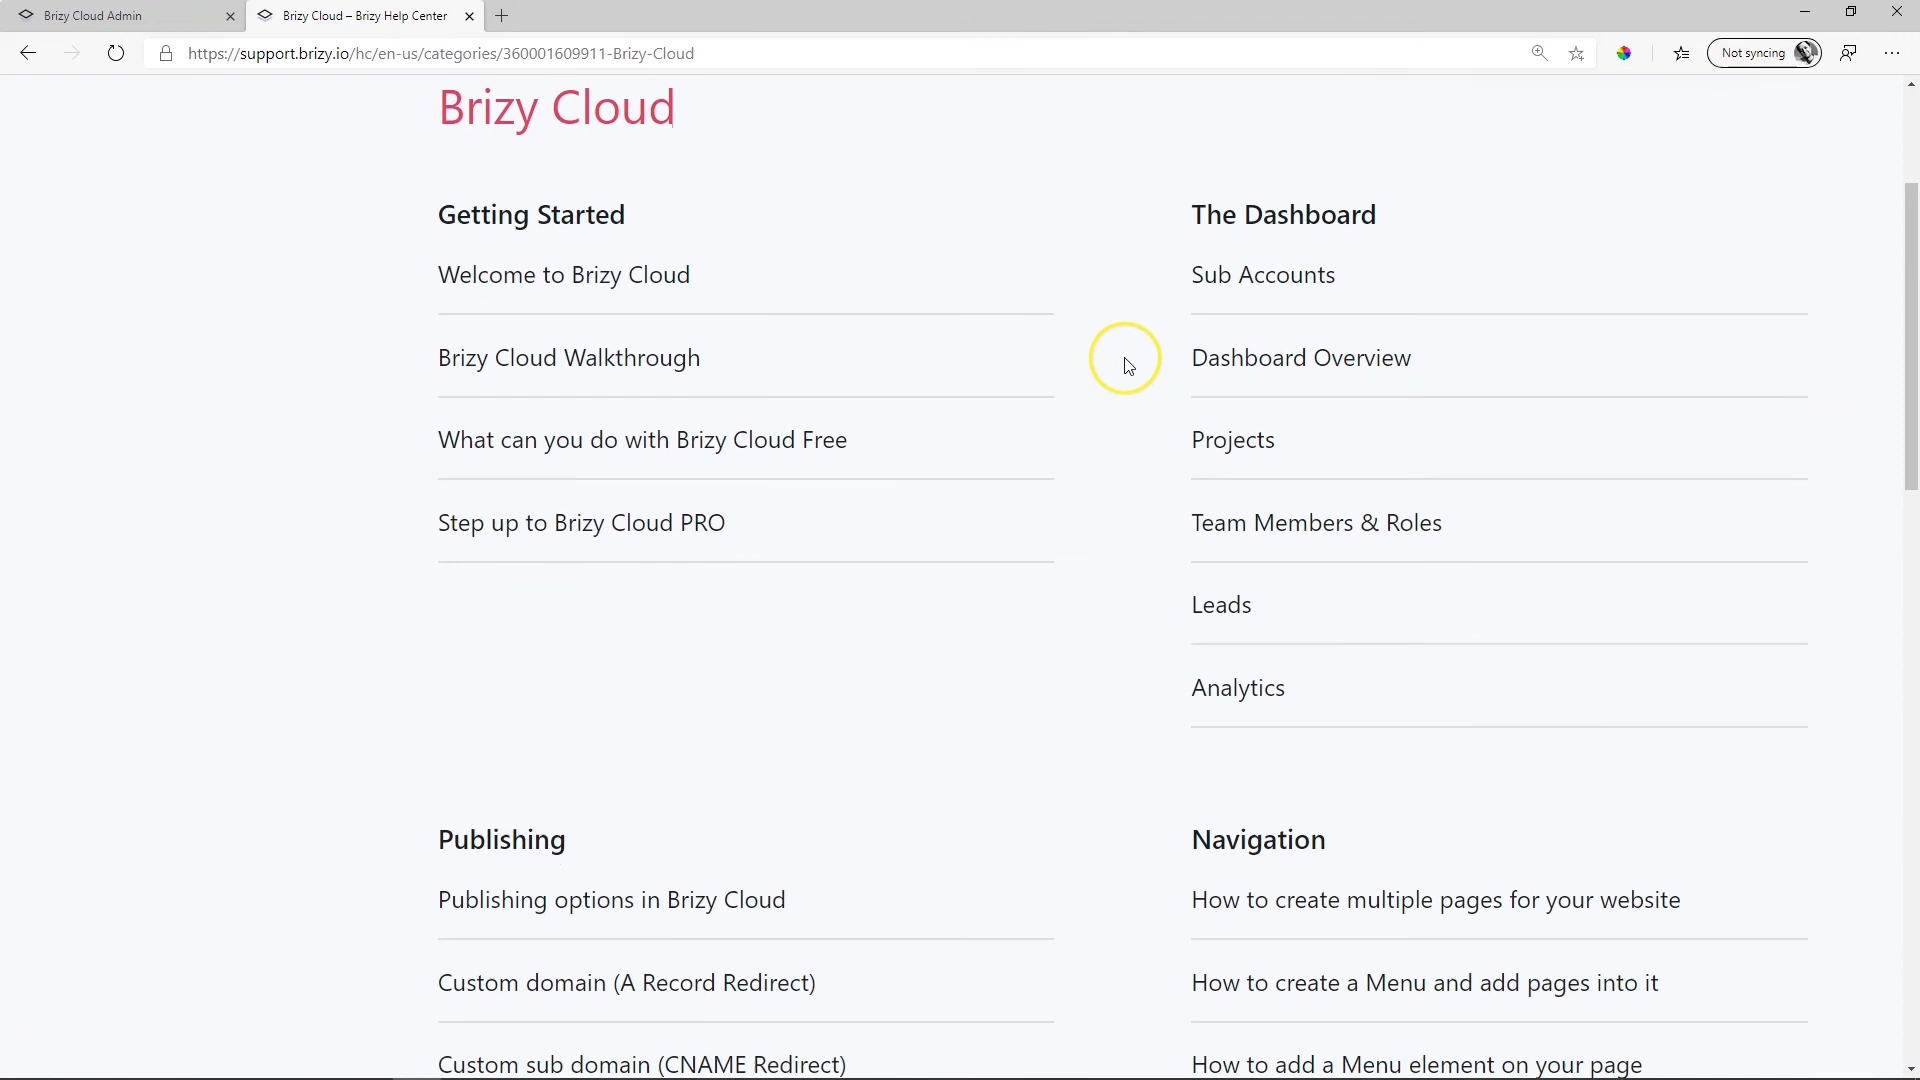 Brizy Cloud Admin
Brizy Cloud – Brizy Help Center
https://support.brizy.io/hc/en-us/categories/360001609911-Brizy-Cloud
Not syncing
Brizy Cloud
Getting Started
Welcome to Brizy Cloud
Brizy Cloud Walkthrough
What can you do with Brizy Cloud Free
Step up to Brizy Cloud PRO
The Dashboard
Sub Accounts
Dashboard Overview
Projects
Team Members & Roles
Leads
Analytics
Publishing
Publishing options in Brizy Cloud
Custom domain (A Record Redirect)
Custom sub domain (CNAME Redirect)
Navigation
How to create multiple pages for your website
How to create a Menu and add pages into it
How to add a Menu element on your page